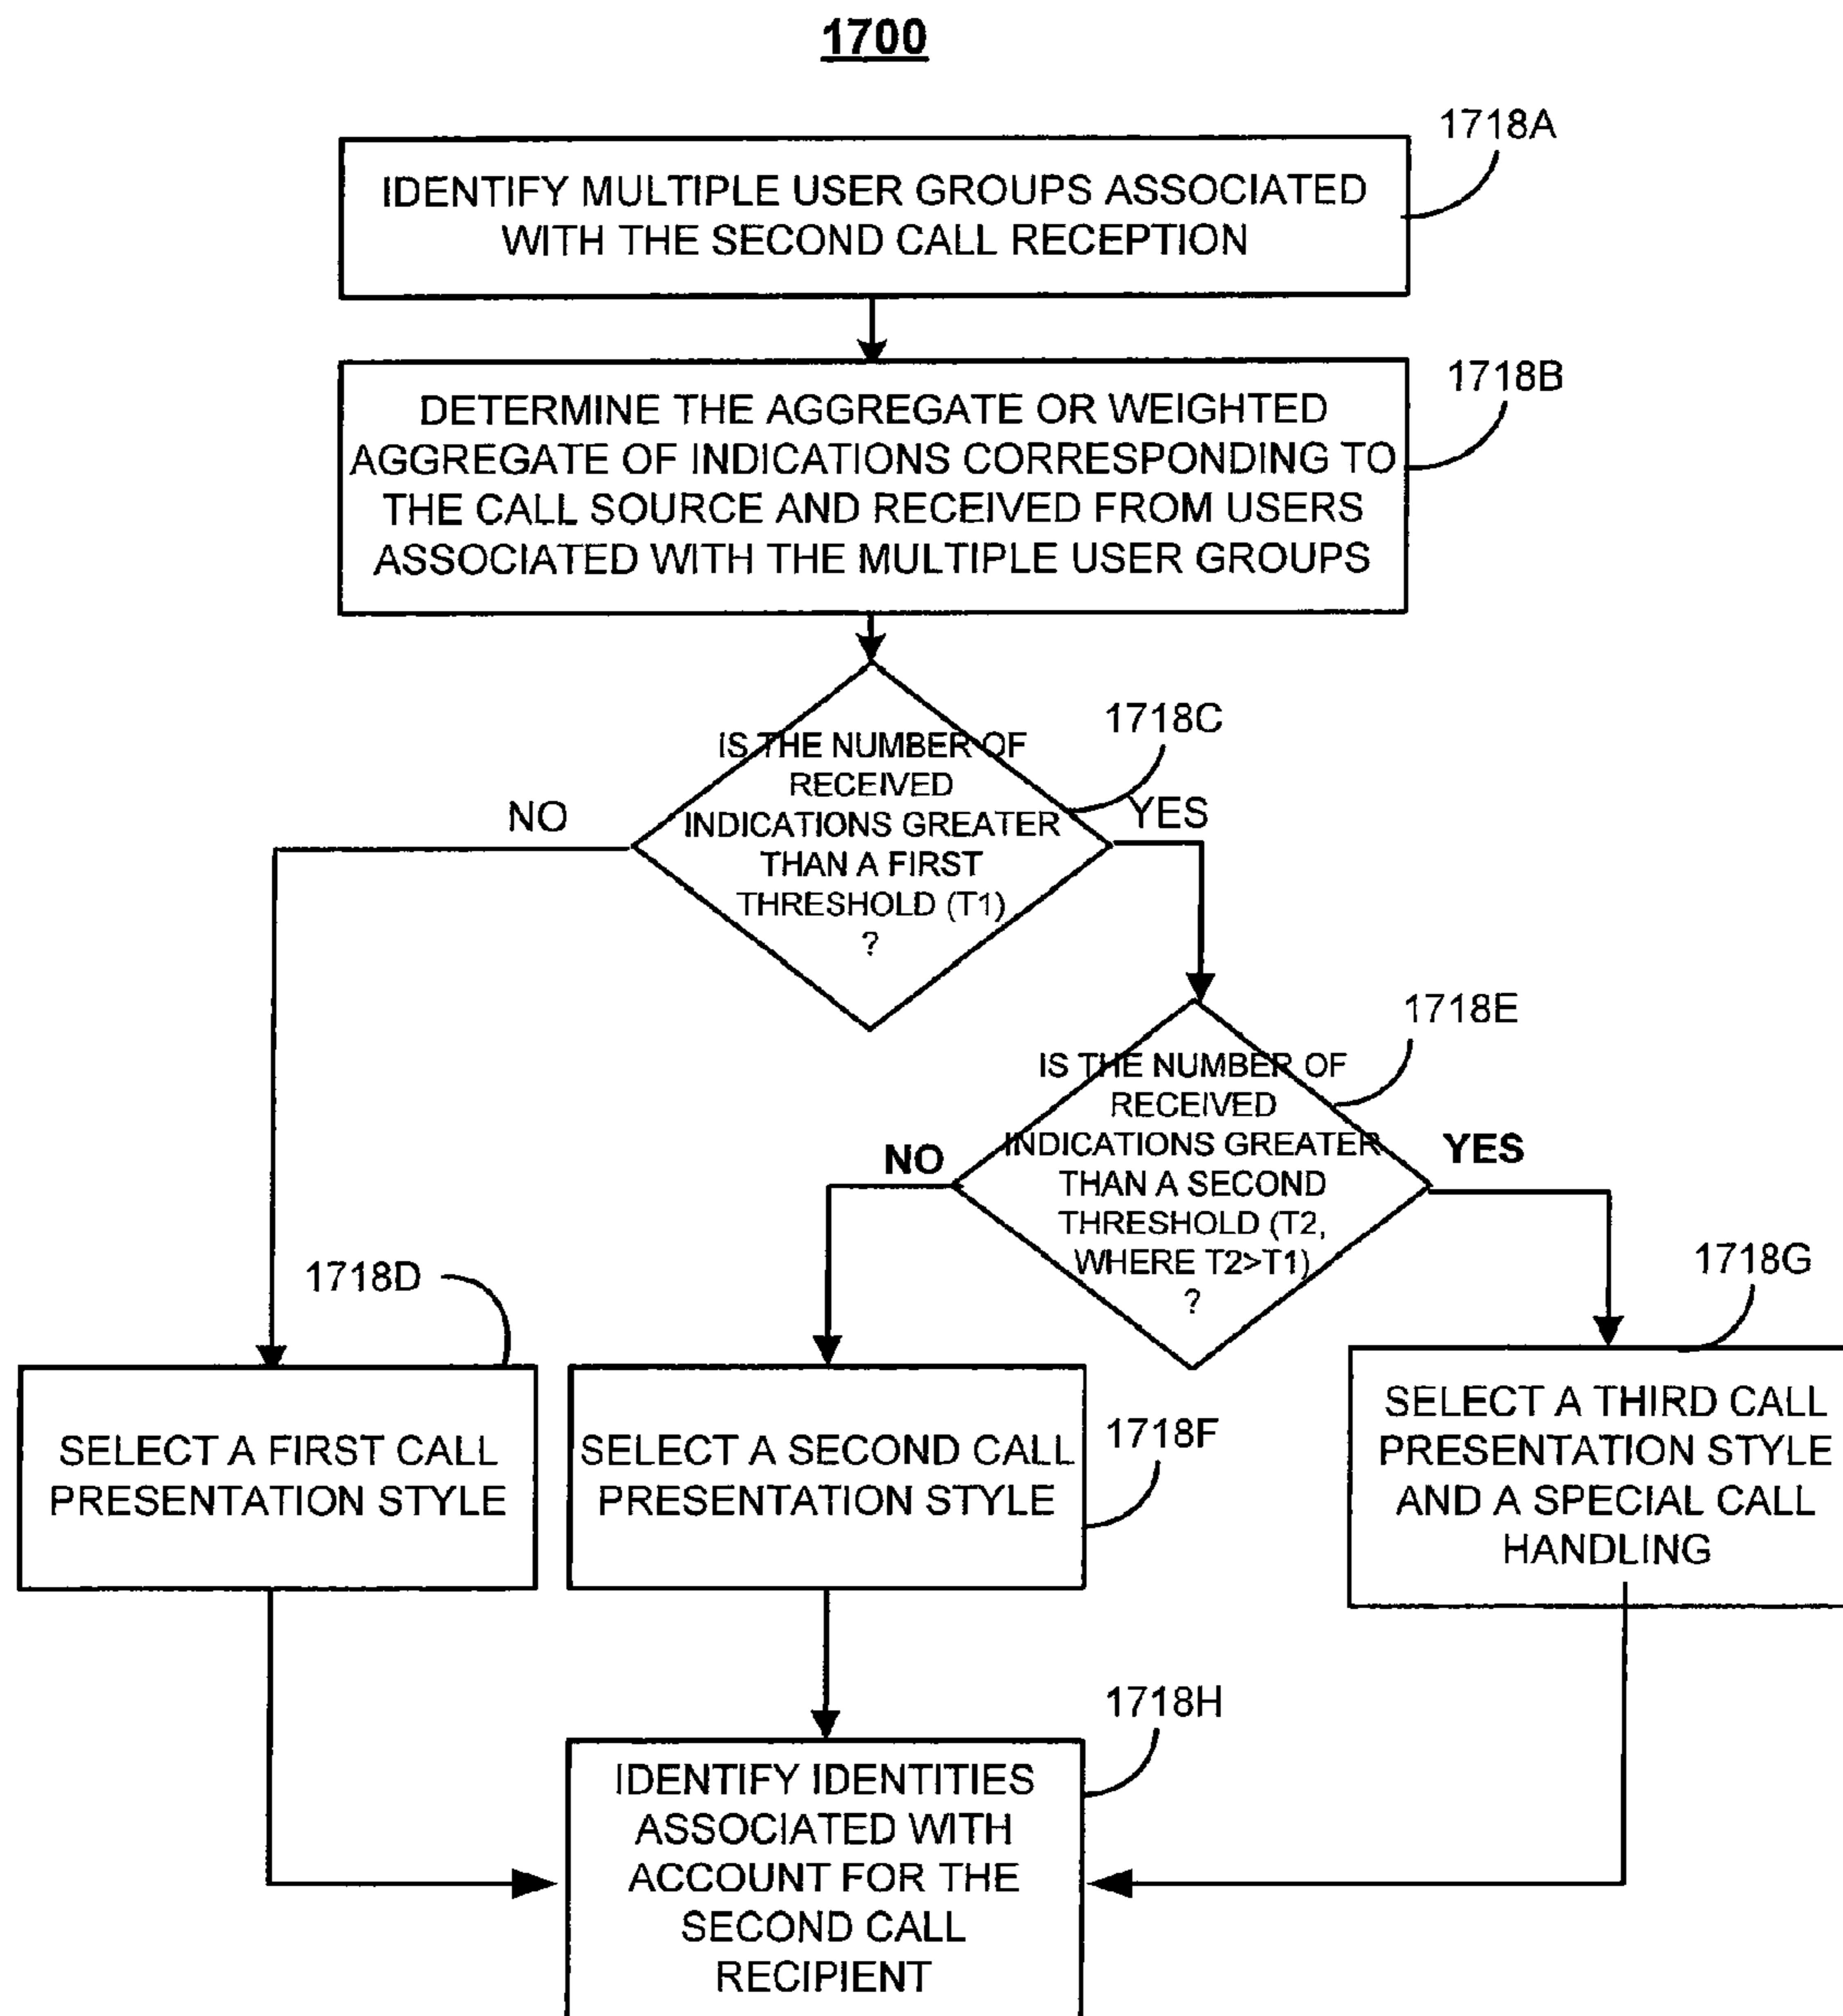 1700
1718A
IDENTIFY MULTIPLE USER GROUPS ASSOCIATED
WITH THE SECOND CALL RECEPTION
1718B
DETERMINE THE AGGREGATE OR WEIGHTED
AGGREGATE OF INDICATIONS CORRESPONDING TO
THE CALL SOURCE AND RECEIVED FROM USERS
ASSOCIATED WITH THE MULTIPLE USER GROUPS
1718C
IS THE NUMBER OF
RECEIVED
INDICATIONS GREATER
THAN A FIRST
THRESHOLD (T1)
?
NO
YES
1718E
IS THE NUMBER OF
RECEIVED
INDICATIONS GREATER
THAN A SECOND
THRESHOLD (T2,
WHERE T2>T1)
?
NO
YES
1718D
SELECT A FIRST CALL
PRESENTATION STYLE
1718F
SELECT A SECOND CALL
PRESENTATION STYLE
1718G
SELECT A THIRD CALL
PRESENTATION STYLE
AND A SPECIAL CALL
HANDLING
1718H
IDENTIFY IDENTITIES
ASSOCIATED WITH
ACCOUNT FOR THE
SECOND CALL
RECIPIENT